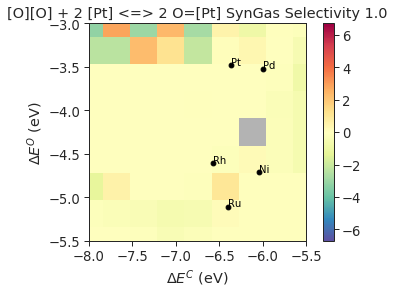 [O][O] + 2 [Pt] <=> 2 O=[Pt] SynGas Selectivity 1.0
−3.0
−3.5
−4.0
−4.5
−5.0
−5.5
ΔE^O (eV)
Pt
Pd
Rh
Ni
Ru
−8.0 −7.5 −7.0 −6.5 −6.0 −5.5
ΔE^C (eV)
6
4
2
0
−2
−4
−6